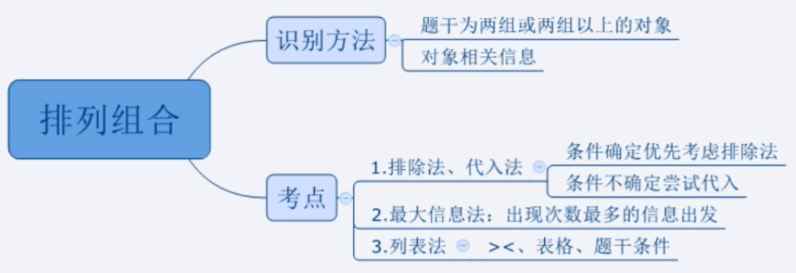 排列组合
识别方法
题干为两组或两组以上的对象
对象相关信息
考点
1.排除法、代入法
条件确定优先考虑排除法
条件不确定尝试代入
2.最大信息法：出现次数最多的信息出发
3.列表法
><、表格、题干条件